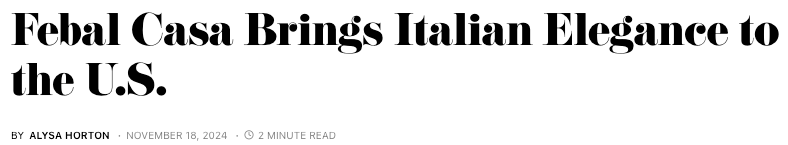 Febal Casa Brings Italian Elegance to
the U.S.
BY ALYSA HORTON · NOVEMBER 18, 2024 · 2 MINUTE READ